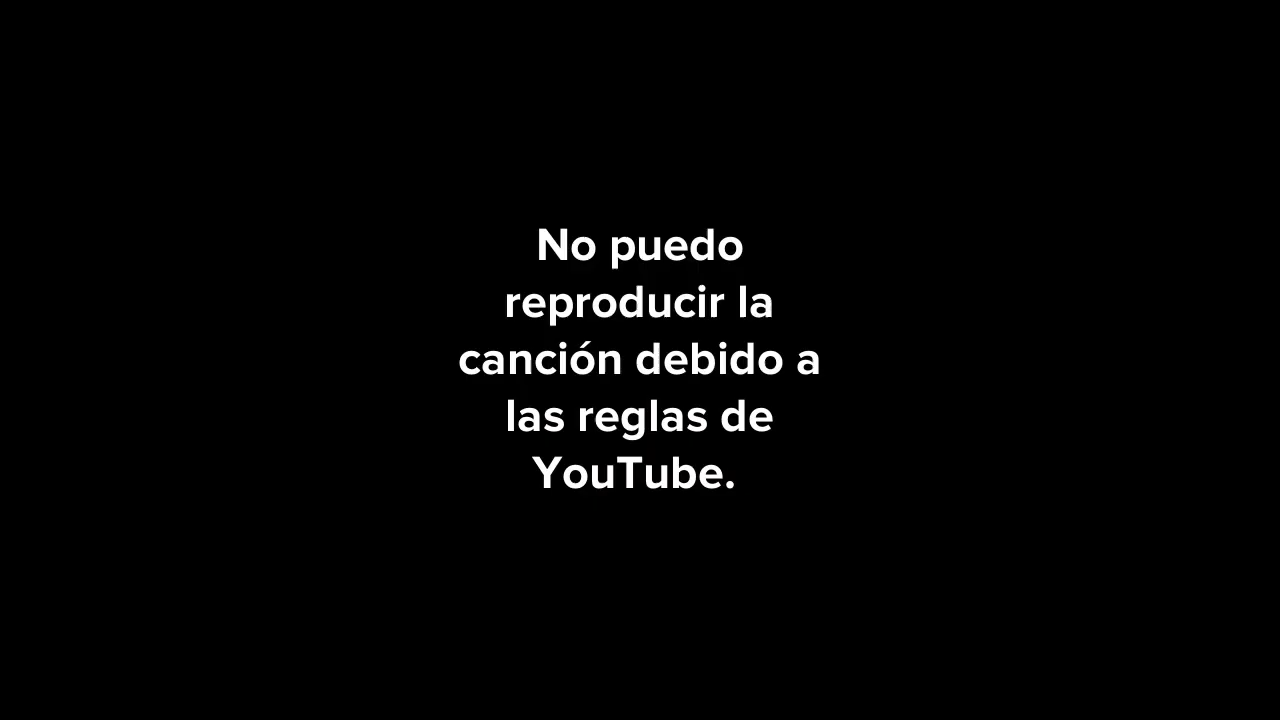 No puedo
reproducir la
canción debido a
las reglas de
YouTube.